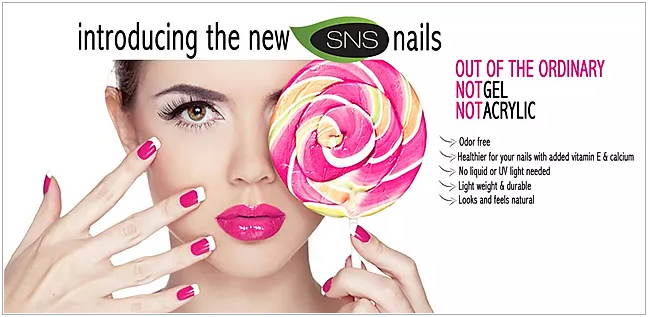 introducing the new SNS nails
OUT OF THE ORDINARY
NOTGEL
NOTACRYLIC
Odor free
Healthier for your nails with added vitamin E & calcium
No liquid or UV light needed
Light weight & durable
Looks and feels natural